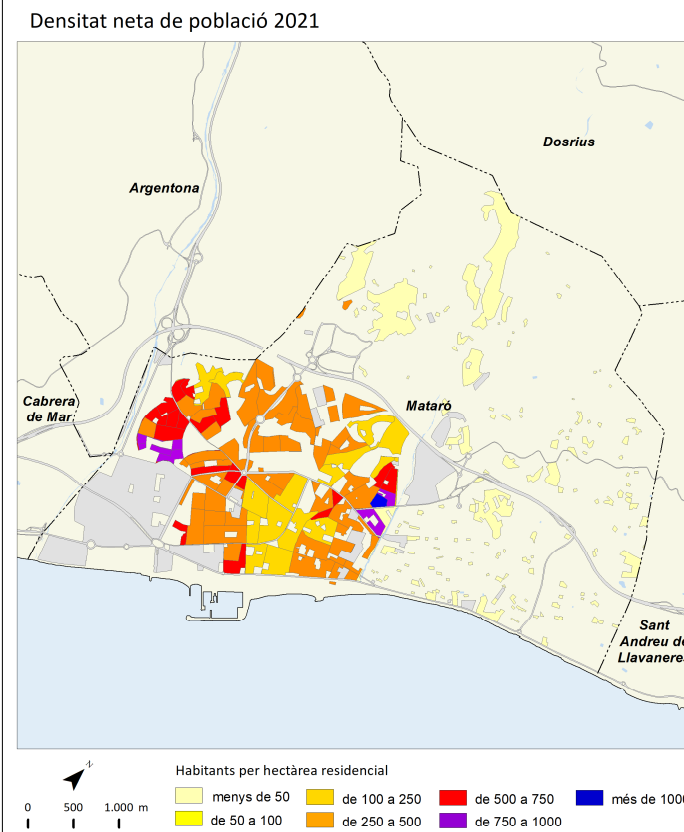 Densitat neta de població 2021
Dosrius
Argentona
Cabrera
de Mar
Mataró
Sant
Andreu de
Llavanere
N
Habitants per hectàrea residencial
0 500 1.000 m
menys de 50
de 50 a 100
de 100 a 250
de 250 a 500
de 500 a 750
de 750 a 1000
més de 1000